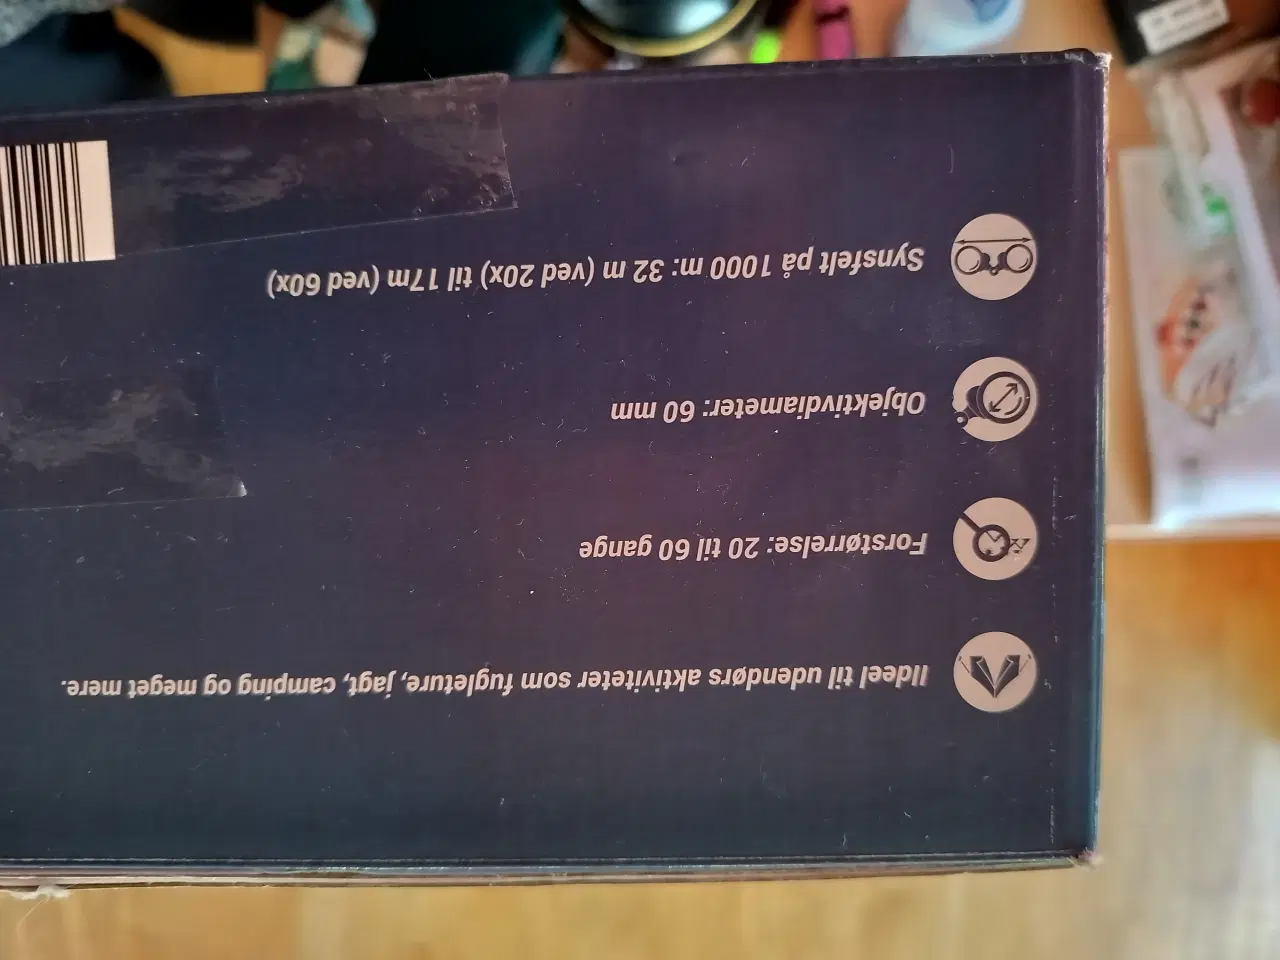 Ildeel til udendørs aktiviteter som fugleture, jagt, camping og meget mere.
Forstørrelse: 20 til 60 gange
Objektivdiameter: 60 mm
Synsfelt på 1000 m: 32 m (ved 20x) til 17m (ved 60x)